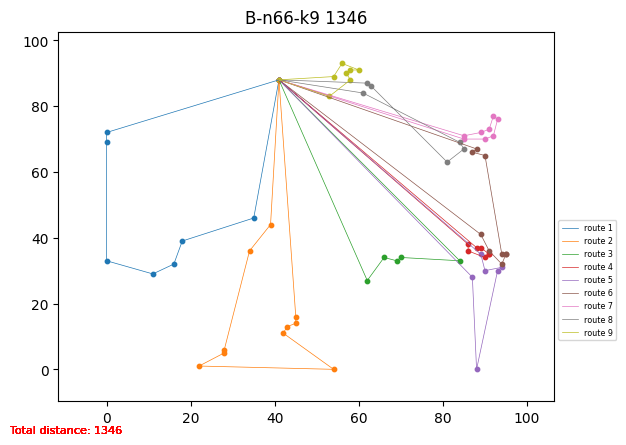 B-n66-k9 1346
100
80
60
40
20
0
0 20 40 60 80 100
route 1
route 2
route 3
route 4
route 5
route 6
route 7
route 8
route 9
Total distance: 1346